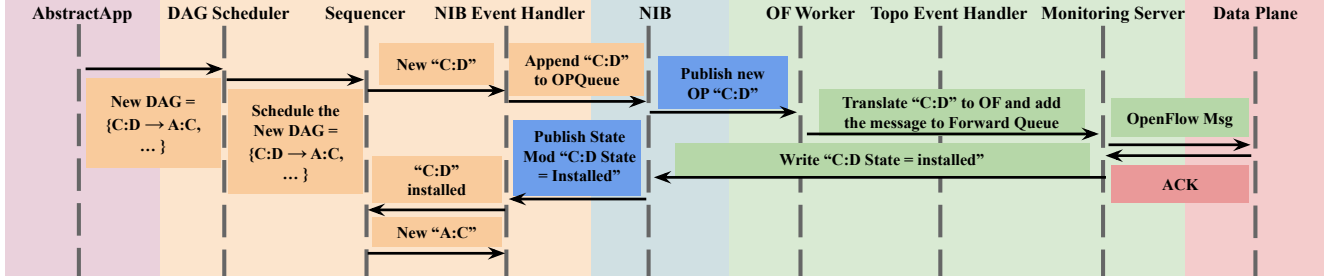 AbstractApp
DAG Scheduler
Sequencer
NIB Event Handler
NIB
OF Worker
Topo Event Handler
Monitoring Server
Data Plane
New DAG =
{C:D → A:C,
... }
Schedule the
New DAG =
{C:D → A:C,
... }
New “C:D”
Append “C:D”
to OPQueue
Publish new
OP “C:D”
Translate “C:D” to OF and add
the message to Forward Queue
OpenFlow Msg
ACK
Write “C:D State = installed”
Publish State
Mod “C:D State
= Installed”
“C:D”
installed
New “A:C”